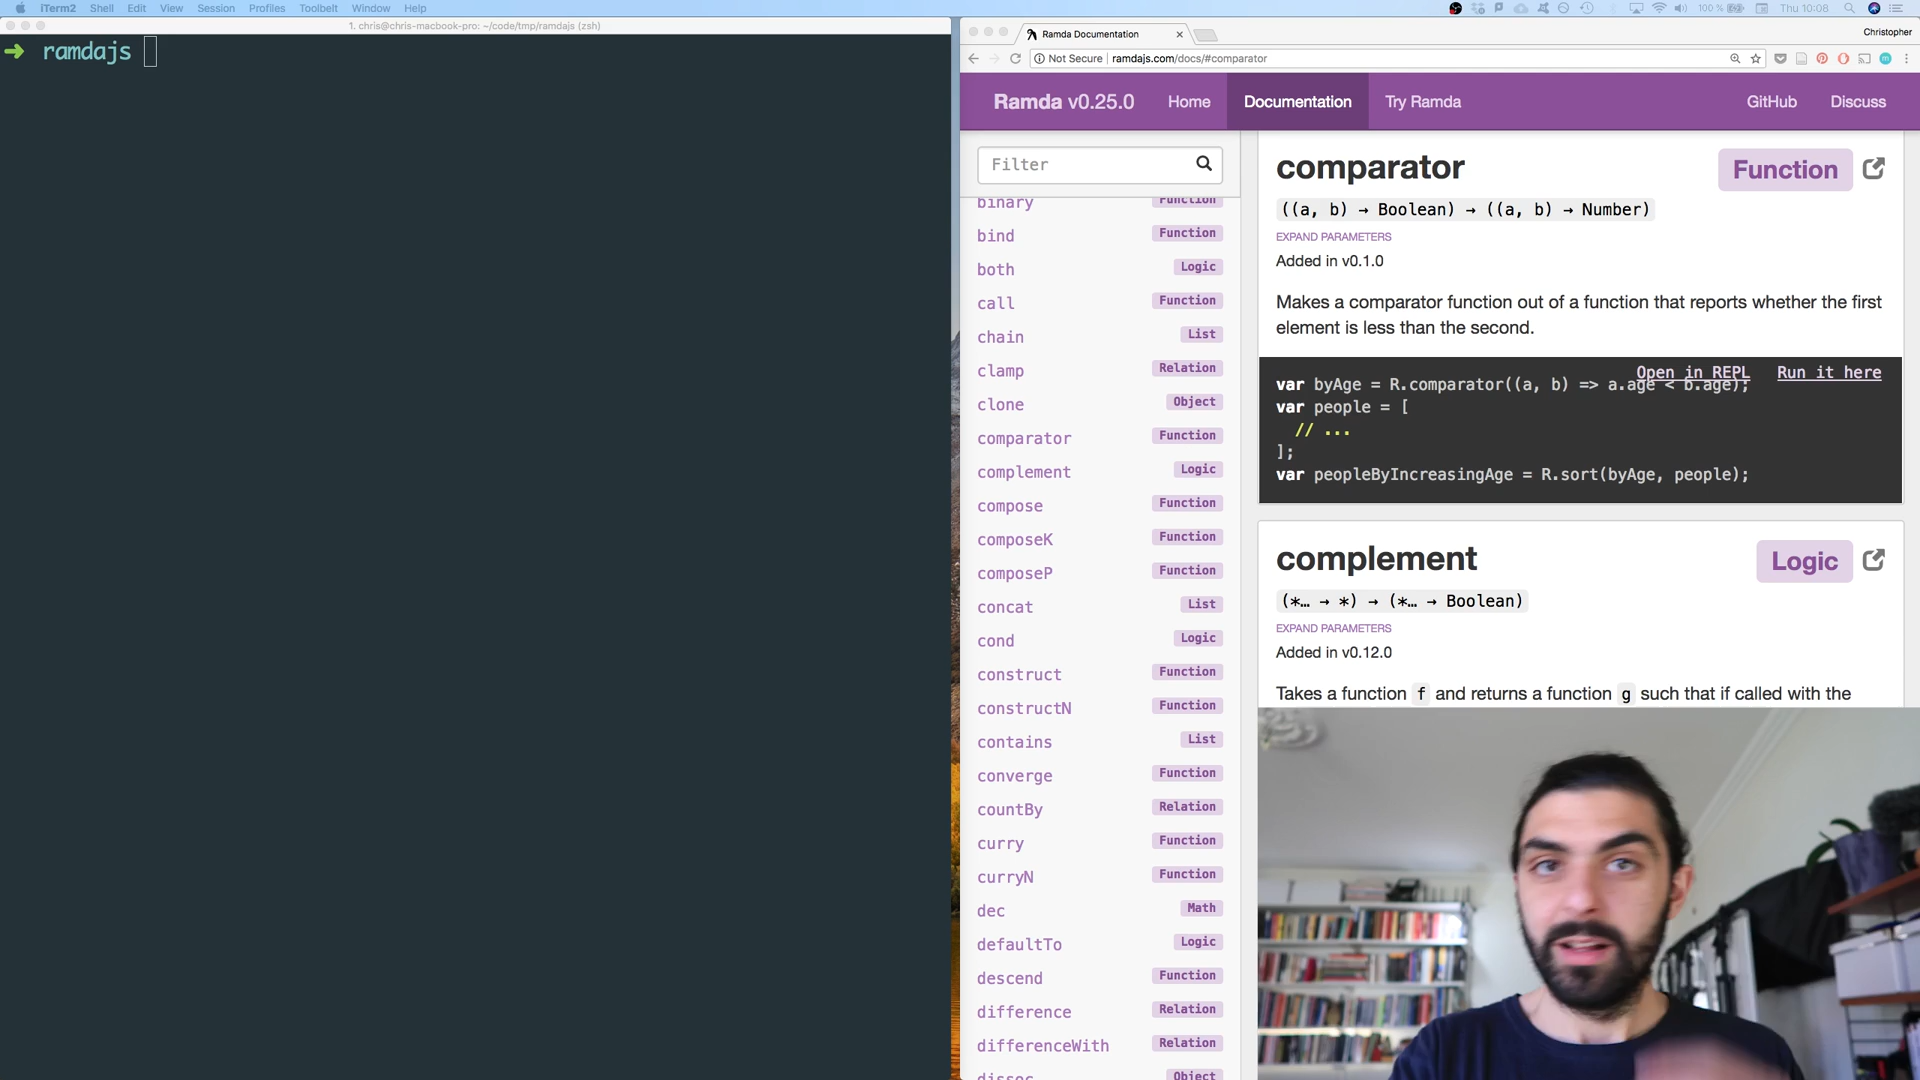 iTerm2 Shell Edit View Session Profiles Toolbelt Window Help
100 % Thu 10:08
1. chris@chris-macbook-pro: ~/code/tmp/ramdajs (zsh)
➜ ramdajs
Ramda Documentation
Christopher
Not Secure | ramdajs.com/docs/#comparator
Ramda v0.25.0 Home Documentation Try Ramda GitHub Discuss
Filter
binary Function
bind Function
both Logic
call Function
chain List
clamp Relation
clone Object
comparator Function
complement Logic
compose Function
composeK Function
composeP Function
concat List
cond Logic
construct Function
constructN Function
contains List
converge Function
countBy Relation
curry Function
curryN Function
dec Math
defaultTo Logic
descend Function
difference Relation
differenceWith Relation
dissoc Object
comparator Function
((a, b) → Boolean) → ((a, b) → Number)
EXPAND PARAMETERS
Added in v0.1.0
Makes a comparator function out of a function that reports whether the first
element is less than the second.
Open in REPL Run it here
var byAge = R.comparator((a, b) => a.age < b.age);
var people = [
// ...
];
var peopleByIncreasingAge = R.sort(byAge, people);
complement Logic
(*… → *) → (*… → Boolean)
EXPAND PARAMETERS
Added in v0.12.0
Takes a function f and returns a function g such that if called with the